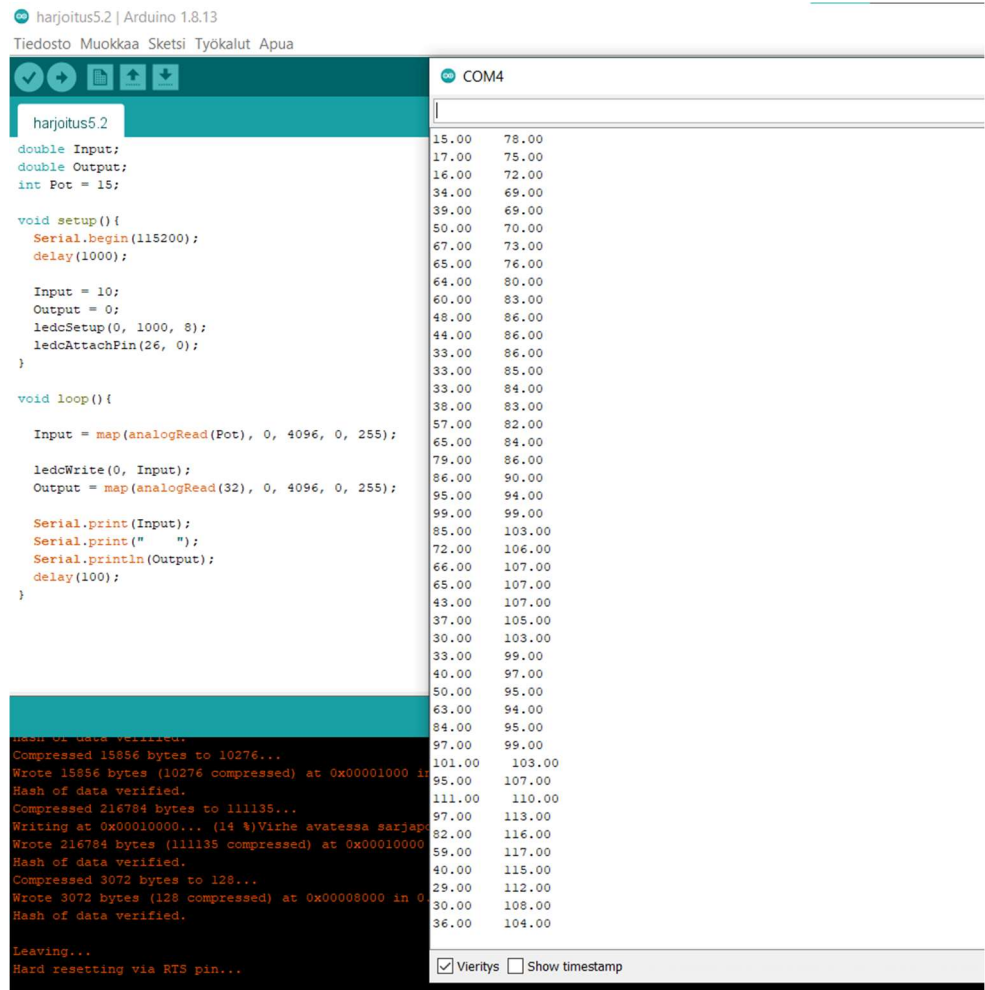 harjoitus5.2 | Arduino 1.8.13
Tiedosto Muokkaa Sketsi Työkalut Apua
harjoitus5.2
double Input;
double Output;
int Pot = 15;
void setup(){
Serial.begin(115200);
delay(1000);
Input = 10;
Output = 0;
ledcSetup(0, 1000, 8);
ledcAttachPin(26, 0);
}
void loop(){
Input = map(analogRead(Pot), 0, 4096, 0, 255);
ledcWrite(0, Input);
Output = map(analogRead(32), 0, 4096, 0, 255);
Serial.print(Input);
Serial.print("    ");
Serial.println(Output);
delay(100);
}
Hash of data verified.
Compressed 15856 bytes to 10276...
Wrote 15856 bytes (10276 compressed) at 0x00001000 in
Hash of data verified.
Compressed 216784 bytes to 111135...
Writing at 0x00010000... (14 %)Virhe avatessa sarjapo
Wrote 216784 bytes (111135 compressed) at 0x00010000
Hash of data verified.
Compressed 3072 bytes to 128...
Wrote 3072 bytes (128 compressed) at 0x00008000 in 0.
Hash of data verified.
Leaving...
Hard resetting via RTS pin...
COM4
15.00 78.00
17.00 75.00
16.00 72.00
34.00 69.00
39.00 69.00
50.00 70.00
67.00 73.00
65.00 76.00
64.00 80.00
60.00 83.00
48.00 86.00
44.00 86.00
33.00 86.00
33.00 85.00
33.00 84.00
38.00 83.00
57.00 82.00
65.00 84.00
79.00 86.00
86.00 90.00
95.00 94.00
99.00 99.00
85.00 103.00
72.00 106.00
66.00 107.00
65.00 107.00
43.00 107.00
37.00 105.00
30.00 103.00
33.00 99.00
40.00 97.00
50.00 95.00
63.00 94.00
84.00 95.00
97.00 99.00
101.00 103.00
95.00 107.00
111.00 110.00
97.00 113.00
82.00 116.00
59.00 117.00
40.00 115.00
29.00 112.00
30.00 108.00
36.00 104.00
Vieritys Show timestamp